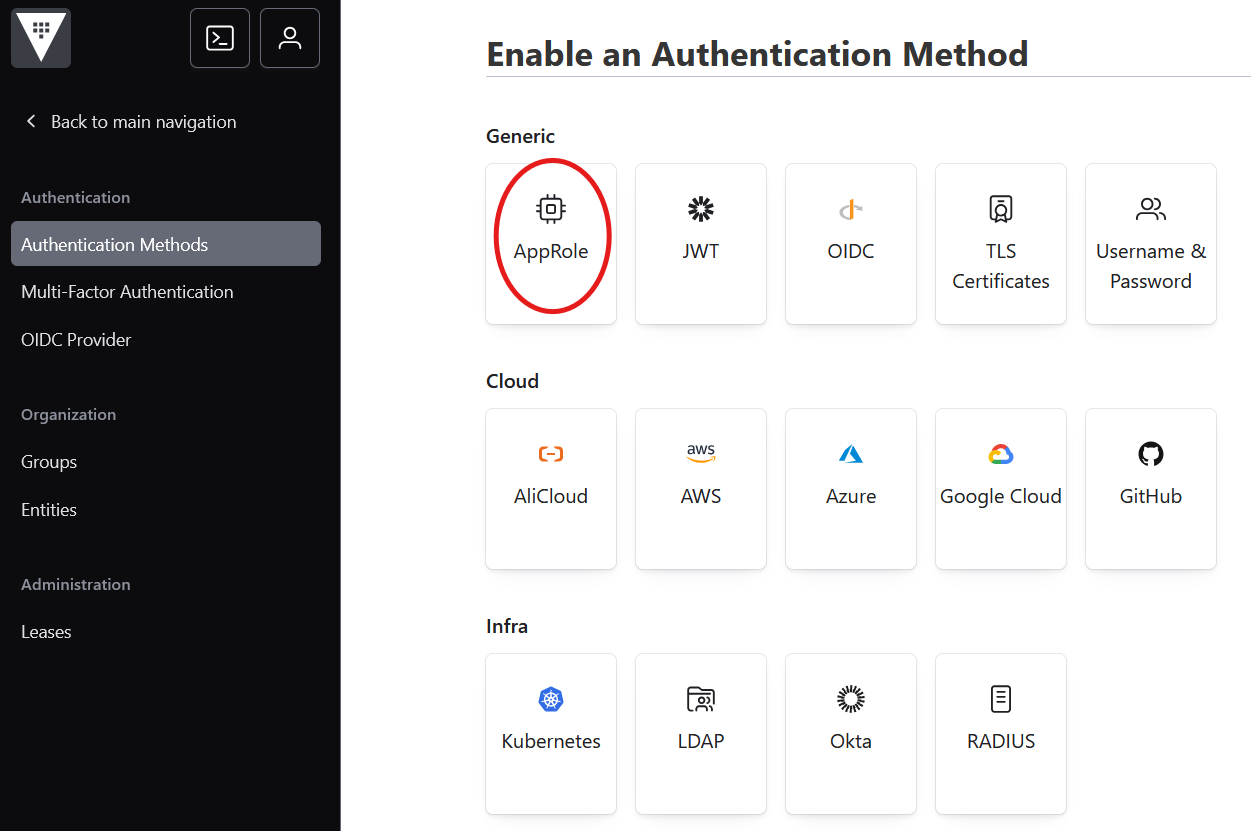 Back to main navigation
Authentication
Authentication Methods
Multi-Factor Authentication
OIDC Provider
Organization
Groups
Entities
Administration
Leases
Enable an Authentication Method
Generic
AppRole
JWT
OIDC
TLS
Certificates
Username &
Password
Cloud
AliCloud
aws
AWS
Azure
Google Cloud
GitHub
Infra
Kubernetes
LDAP
Okta
RADIUS